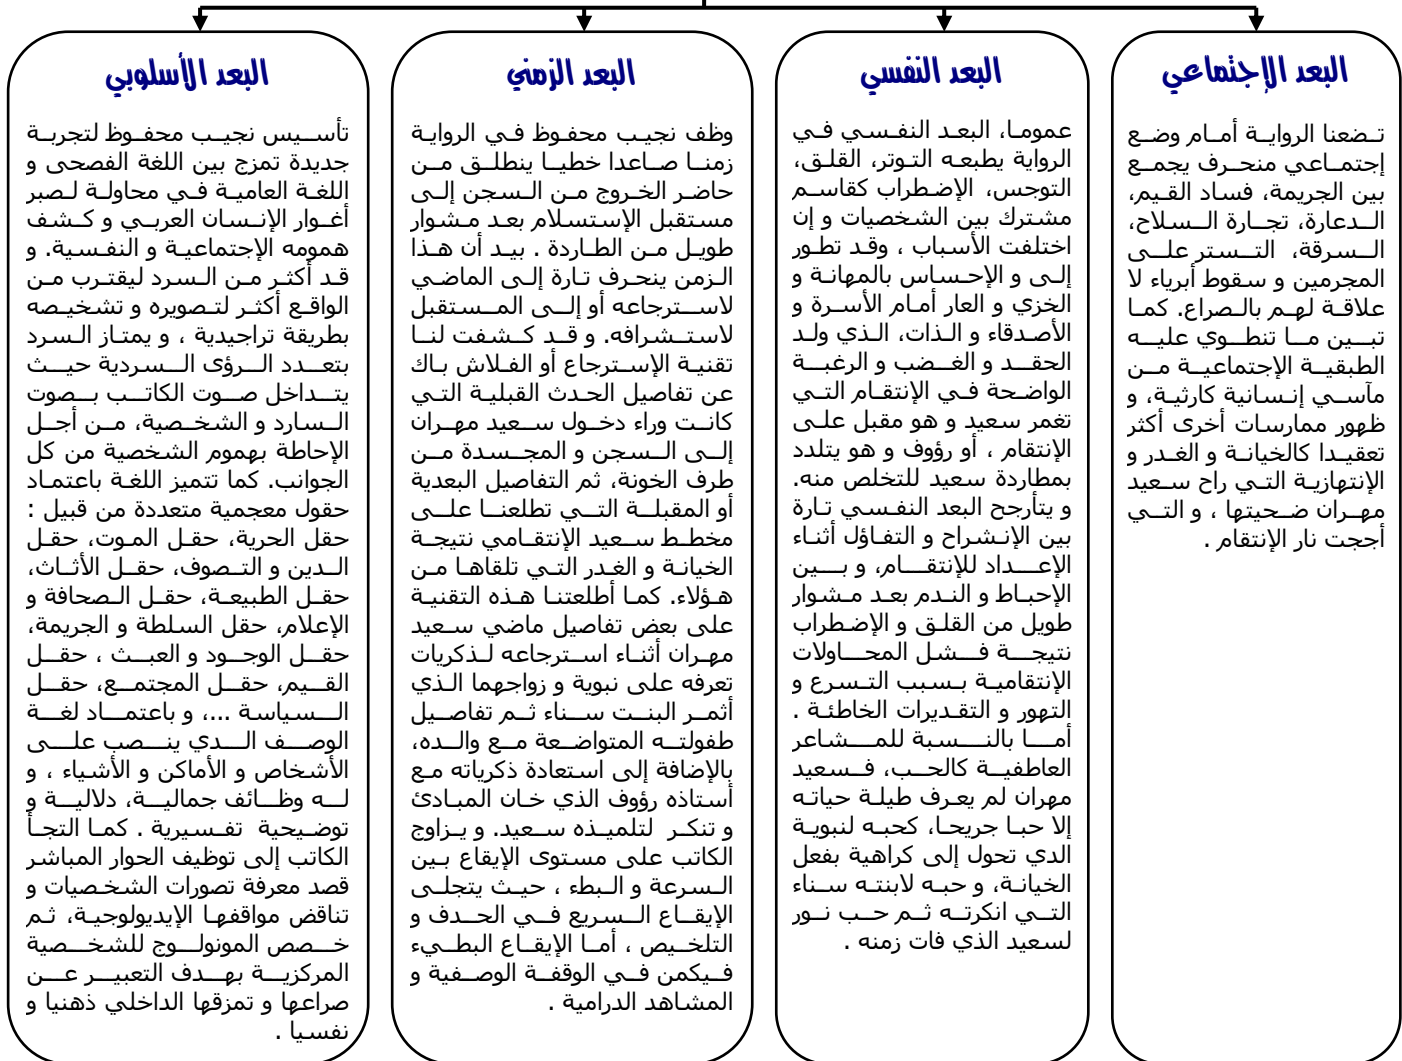 البعد الإجتماعي
تضعنا الرواية أمام وضع
إجتماعي منحرف يجمع
بين الجريمة، فساد القيم،
الدعارة، تجارة السلاح،
السرقة، التستر على
المجرمين و سقوط أبرياء لا
علاقة لهم بالصراع. كما
تبين ما تنطوي عليه
الطبقية الإجتماعية من
مآسي إنسانية كارثية، و
ظهور ممارسات أخرى أكثر
تعقيدا كالخيانة و الغدر و
الإنتهازية التي راح سعيد
مهران ضحيتها ، و التي
أججت نار الإنتقام .
البعد النفسي
عموما، البعد النفسي في
الرواية يطبعه التوتر، القلق،
التوجس، الإضطراب كقاسم
مشترك بين الشخصيات و إن
اختلفت الأسباب ، وقد تطور
إلى و الإحساس بالمهانة و
الخزي و العار أمام الأسرة و
الأصدقاء و الذات، الذي ولد
الحقد و الغضب و الرغبة
الواضحة في الإنتقام التي
تغمر سعيد و هو مقبل على
الإنتقام ، أو رؤوف و هو يتلدد
بمطاردة سعيد للتخلص منه.
و يتأرجح البعد النفسي تارة
بين الإنشراح و التفاؤل أثناء
الإعداد للإنتقام، و بين
الإحباط و الندم بعد مشوار
طويل من القلق و الإضطراب
نتيجة فشل المحاولات
الإنتقامية بسبب التسرع و
التهور و التقديرات الخاطئة .
أما بالنسبة للمشاعر
العاطفية كالحب، فسعيد
مهران لم يعرف طيلة حياته
إلا حبا جريحا، كحبه لنبوية
الدي تحول إلى كراهية بفعل
الخيانة، و حبه لابنته سناء
التي انكرته ثم حب نور
لسعيد الذي فات زمنه .
البعد الزمني
وظف نجيب محفوظ في الرواية
زمنا صاعدا خطيا ينطلق من
حاضر الخروج من السجن إلى
مستقبل الإستسلام بعد مشوار
طويل من الطاردة . بيد أن هذا
الزمن ينحرف تارة إلى الماضي
لاسترجاعه أو إلى المستقبل
لاستشرافه. و قد كشفت لنا
تقنية الإسترجاع أو الفلاش باك
عن تفاصيل الحدث القبلية التي
كانت وراء دخول سعيد مهران
إلى السجن و المجسدة من
طرف الخونة، ثم التفاصيل البعدية
أو المقبلة التي تطلعنا على
مخطط سعيد الإنتقامي نتيجة
الخيانة و الغدر التي تلقاها من
هؤلاء. كما أطلعتنا هذه التقنية
على بعض تفاصيل ماضي سعيد
مهران أثناء استرجاعه لذكريات
تعرفه على نبوية و زواجهما الذي
أثمر البنت سناء ثم تفاصيل
طفولته المتواضعة مع والده،
بالإضافة إلى استعادة ذكرياته مع
أستاذه رؤوف الذي خان المبادئ
و تنكر لتلميذه سعيد. و يزاوج
الكاتب على مستوى الإيقاع بين
السرعة و البطء ، حيث يتجلى
الإيقاع السريع في الحدف و
التلخيص ، أما الإيقاع البطيء
فيكمن في الوقفة الوصفية و
المشاهد الدرامية .
البعد الأسلوبي
تأسيس نجيب محفوظ لتجربة
جديدة تمزج بين اللغة الفصحى و
اللغة العامية في محاولة لصبر
أغوار الإنسان العربي و كشف
همومه الإجتماعية و النفسية. و
قد أكثر من السرد ليقترب من
الواقع أكثر لتصويره و تشخيصه
بطريقة تراجيدية ، و يمتاز السرد
بتعدد الرؤى السردية حيث
يتداخل صوت الكاتب بصوت
السارد و الشخصية، من أجل
الإحاطة بهموم الشخصية من كل
الجوانب. كما تتميز اللغة باعتماد
حقول معجمية متعددة من قبيل :
حقل الحرية، حقل الموت، حقل
الدين و التصوف، حقل الأثاث،
حقل الطبيعة، حقل الصحافة و
الإعلام، حقل السلطة و الجريمة،
حقل الوجود و العبث ، حقل
القيم، حقل المجتمع، حقل
السياسة ...، و باعتماد لغة
الوصف الدي ينصب على
الأشخاص و الأماكن و الأشياء ، و
له وظائف جمالية، دلالية و
توضيحية تفسيرية . كما التجأ
الكاتب إلى توظيف الحوار المباشر
قصد معرفة تصورات الشخصيات و
تناقض مواقفها الإيديولوجية، ثم
خصص المونولوج للشخصية
المركزية بهدف التعبير عن
صراعها و تمزقها الداخلي ذهنيا و
نفسيا .